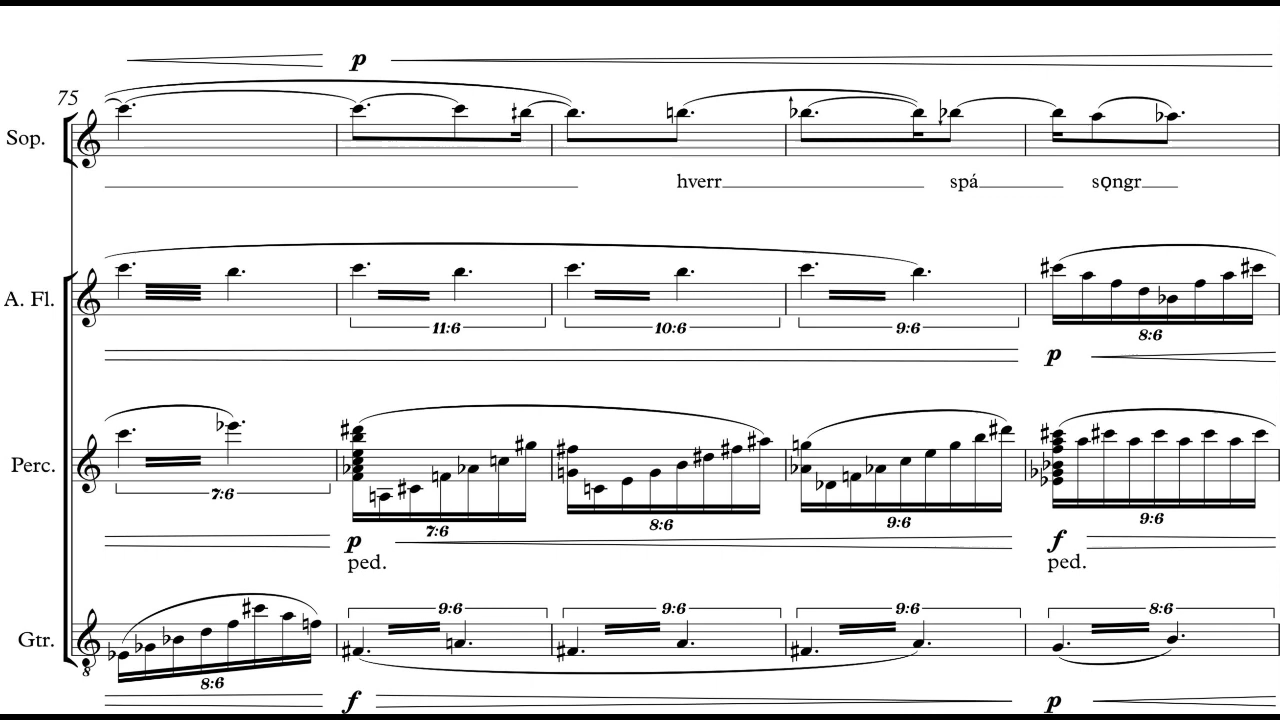 p
75
Sop.
hverr spá sǫngr
A. Fl.
11:6 10:6 9:6 8:6
p
Perc.
7:6 7:6 8:6 9:6 9:6
p f
ped. ped.
9:6 9:6 9:6 8:6
Gtr.
8:6
f p